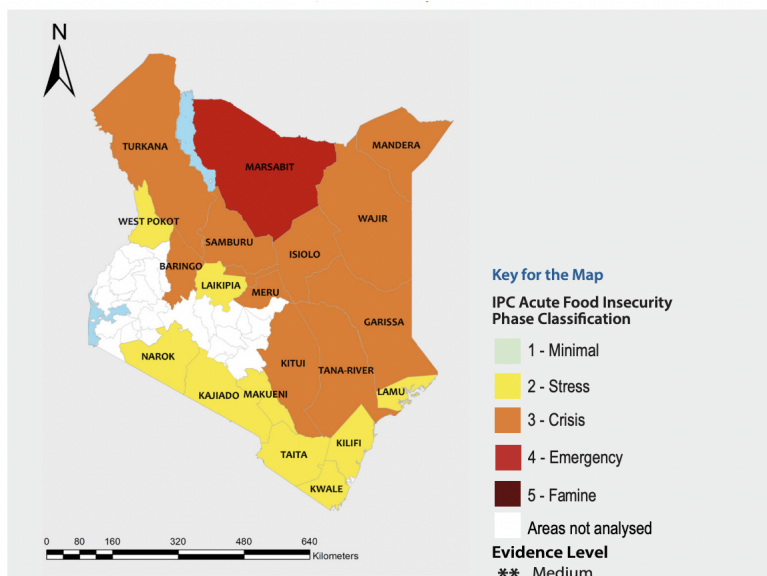 N
TURKANA
MANDERA
MARSABIT
WEST POKOT
WAJIR
SAMBURU
ISIOLO
BARINGO
LAIKIPIA
MERU
GARISSA
NAROK
KITUI
TANA-RIVER
KAJIADO
MAKUENI
LAMU
TAITA
KILIFI
KWALE
0 80 160 320 480 640
Kilometers
Key for the Map
IPC Acute Food Insecurity
Phase Classification
1 - Minimal
2 - Stress
3 - Crisis
4 - Emergency
5 - Famine
Areas not analysed
Evidence Level
** Medium